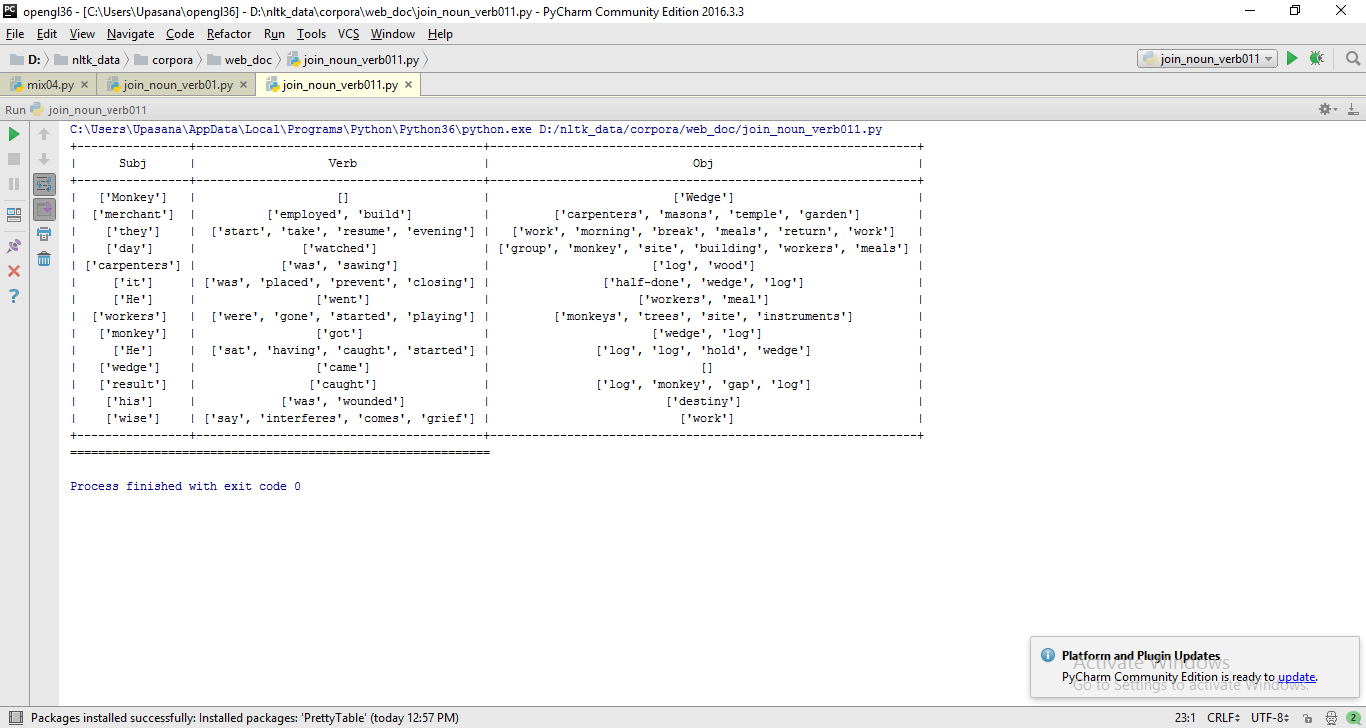 PC opengl36 - [C:\Users\Upasana\opengl36] - D:\nltk_data\corpora\web_doc\join_noun_verb011.py - PyCharm Community Edition 2016.3.3
File Edit View Navigate Code Refactor Run Tools VCS Window Help
D: nltk_data corpora web_doc join_noun_verb011.py join_noun_verb011
mix04.py × join_noun_verb01.py × join_noun_verb011.py ×
Run join_noun_verb011
C:\Users\Upasana\AppData\Local\Programs\Python\Python36\python.exe D:/nltk_data/corpora/web_doc/join_noun_verb011.py
+----------------+------------------------------------------+--------------------------------------------------------------+
| Subj | Verb | Obj |
+----------------+------------------------------------------+--------------------------------------------------------------+
| ['Monkey'] | [] | ['Wedge'] |
| ['merchant'] | ['employed', 'build'] | ['carpenters', 'masons', 'temple', 'garden'] |
| ['they'] | ['start', 'take', 'resume', 'evening'] | ['work', 'morning', 'break', 'meals', 'return', 'work'] |
| ['day'] | ['watched'] | ['group', 'monkey', 'site', 'building', 'workers', 'meals'] |
| ['carpenters'] | ['was', 'sawing'] | ['log', 'wood'] |
| ['it'] | ['was', 'placed', 'prevent', 'closing'] | ['half-done', 'wedge', 'log'] |
| ['He'] | ['went'] | ['workers', 'meal'] |
| ['workers'] | ['were', 'gone', 'started', 'playing'] | ['monkeys', 'trees', 'site', 'instruments'] |
| ['monkey'] | ['got'] | ['wedge', 'log'] |
| ['He'] | ['sat', 'having', 'caught', 'started'] | ['log', 'log', 'hold', 'wedge'] |
| ['wedge'] | ['came'] | [] |
| ['result'] | ['caught'] | ['log', 'monkey', 'gap', 'log'] |
| ['his'] | ['was', 'wounded'] | ['destiny'] |
| ['wise'] | ['say', 'interferes', 'comes', 'grief'] | ['work'] |
+----------------+------------------------------------------+--------------------------------------------------------------+
============================================================
Process finished with exit code 0
Platform and Plugin Updates
Activate Windows
PyCharm Community Edition is ready to update.
Go to Settings to activate Windows.
Packages installed successfully: Installed packages: 'PrettyTable' (today 12:57 PM) 23:1 CRLF UTF-8 2